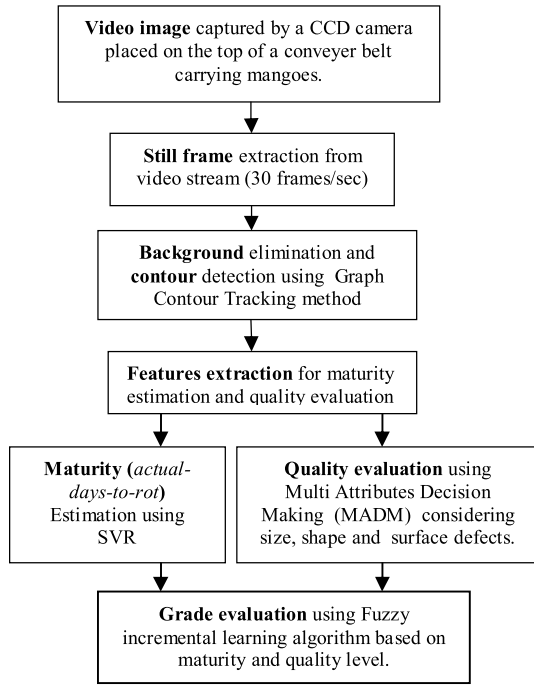 Video image captured by a CCD camera
placed on the top of a conveyer belt
carrying mangoes.
Still frame extraction from
video stream (30 frames/sec)
Background elimination and
contour detection using Graph
Contour Tracking method
Features extraction for maturity
estimation and quality evaluation
Maturity (actual-
days-to-rot)
Estimation using
SVR
Quality evaluation using
Multi Attributes Decision
Making (MADM) considering
size, shape and surface defects.
Grade evaluation using Fuzzy
incremental learning algorithm based on
maturity and quality level.